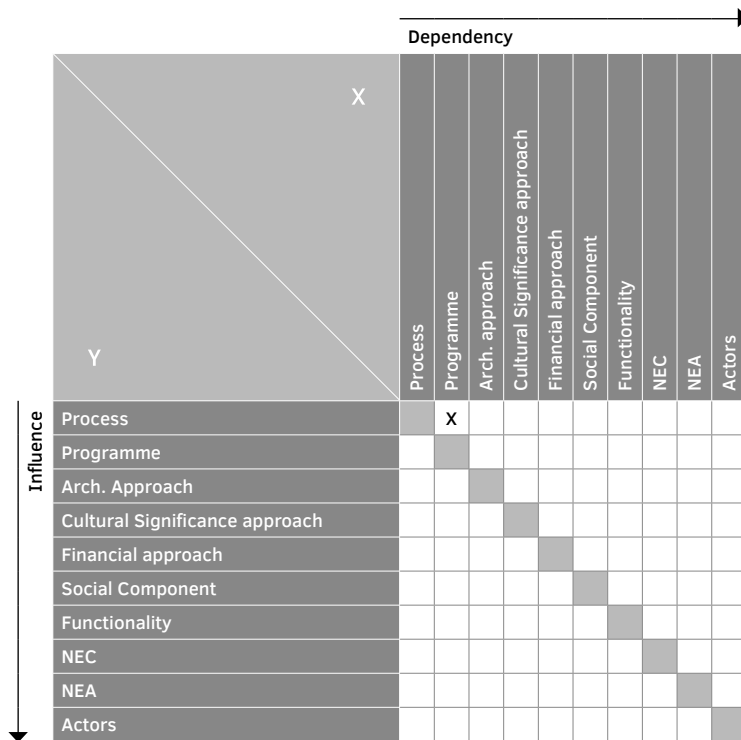 Dependency
X
Y
Process
Programme
Arch. approach
Cultural Significance approach
Financial approach
Social Component
Functionality
NEC
NEA
Actors
Influence
Process
X
Programme
Arch. Approach
Cultural Significance approach
Financial approach
Social Component
Functionality
NEC
NEA
Actors